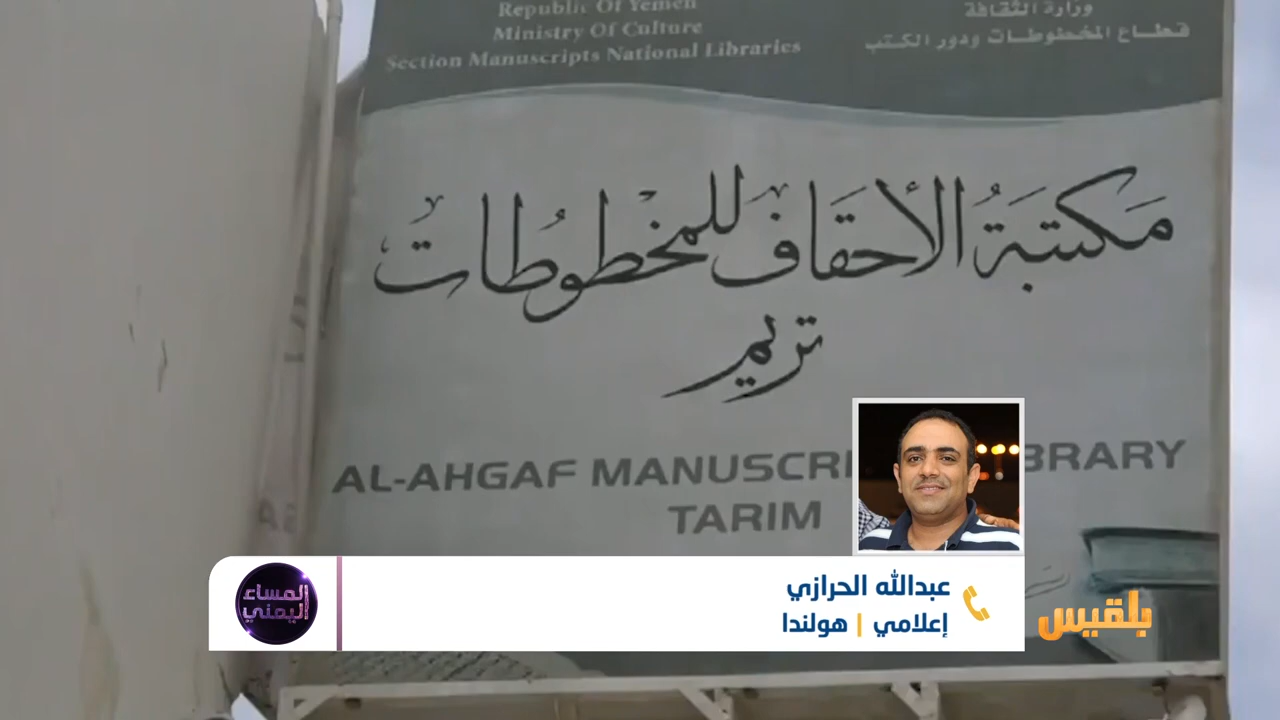 Republic Of Yemen
Ministry Of Culture
Section Manuscripts National Libraries
وزارة الثقافة
قطاع المخطوطات ودور الكتب
مكتبة الأحقاف للمخطوطات
تريم
AL-AHGAF MANUSCRI BRARY
TARIM
عبدالله الحرازي
إعلامي | هولندا
المساء اليمني
بلقيس